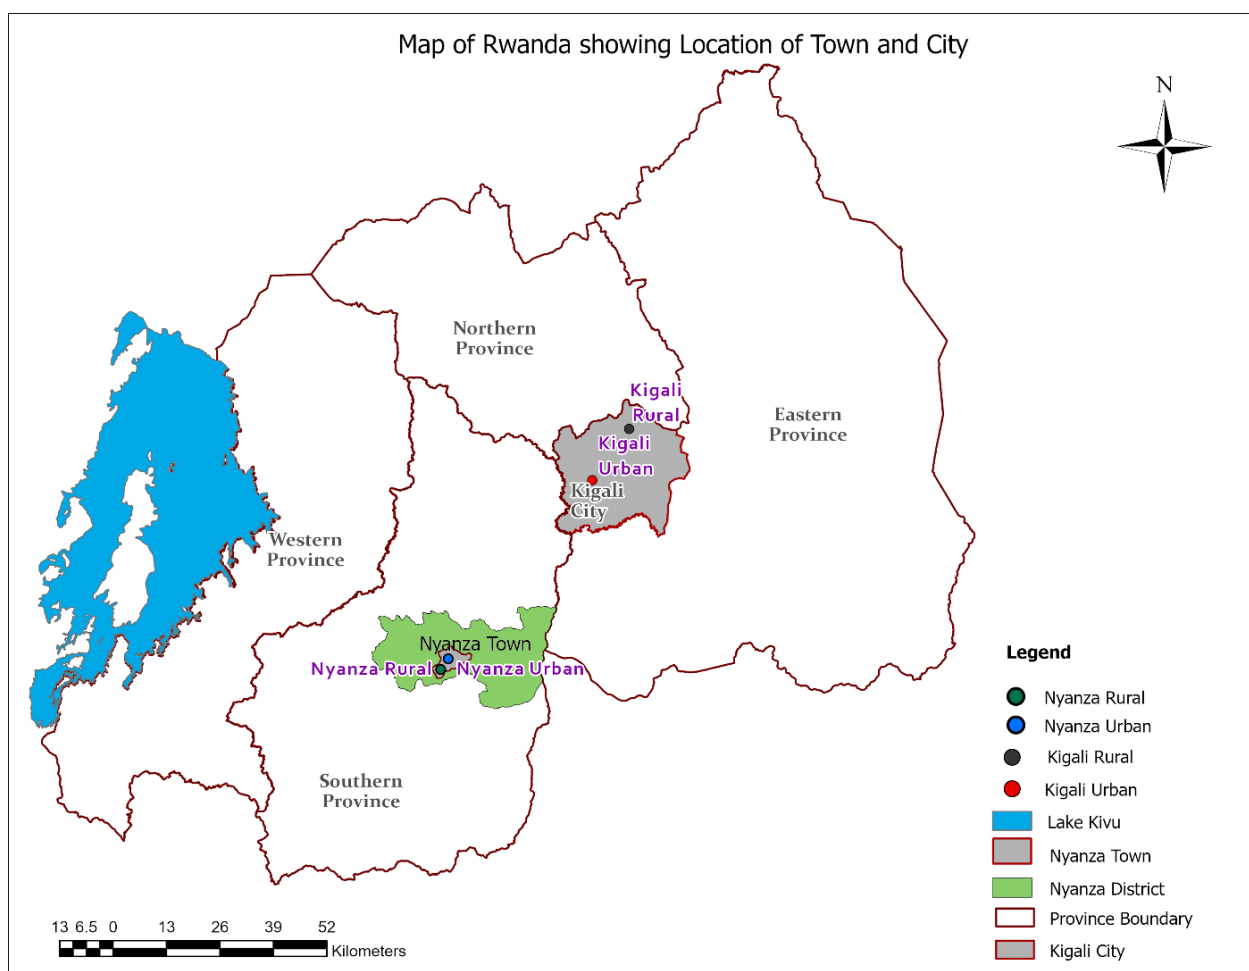 Map of Rwanda showing Location of Town and City
N
Northern
Province
Kigali
Rural
Eastern
Province
Kigali
Urban
Kigali
City
Western
Province
Nyanza Town
Nyanza Rural
Nyanza Urban
Southern
Province
Legend
Nyanza Rural
Nyanza Urban
Kigali Rural
Kigali Urban
Lake Kivu
Nyanza Town
Nyanza District
Province Boundary
Kigali City
13 6.5 0 13 26 39 52
Kilometers